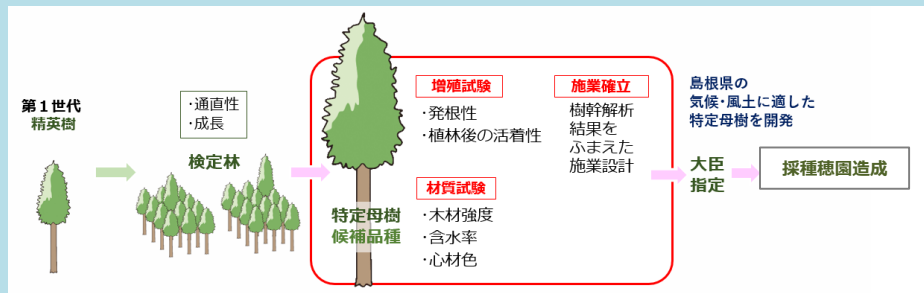 第１世代
精英樹
・通直性
・成長
検定林
特定母樹
候補品種
増殖試験
・発根性
・植林後の活着性
材質試験
・木材強度
・含水率
・心材色
施業確立
樹幹解析
結果を
ふまえた
施業設計
島根県の
気候・風土に適した
特定母樹を開発
大臣
指定
採種穂園造成